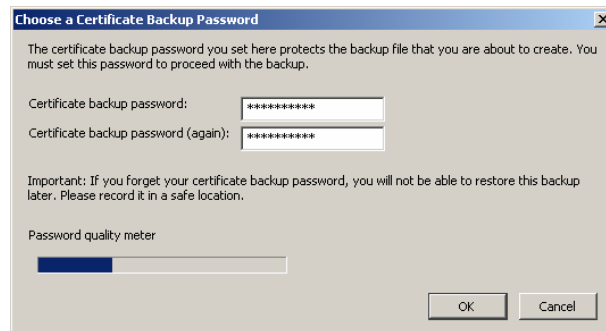 Choose a Certificate Backup Password
The certificate backup password you set here protects the backup file that you are about to create. You
must set this password to proceed with the backup.
Certificate backup password: **********
Certificate backup password (again): **********
Important: If you forget your certificate backup password, you will not be able to restore this backup
later. Please record it in a safe location.
Password quality meter
OK Cancel